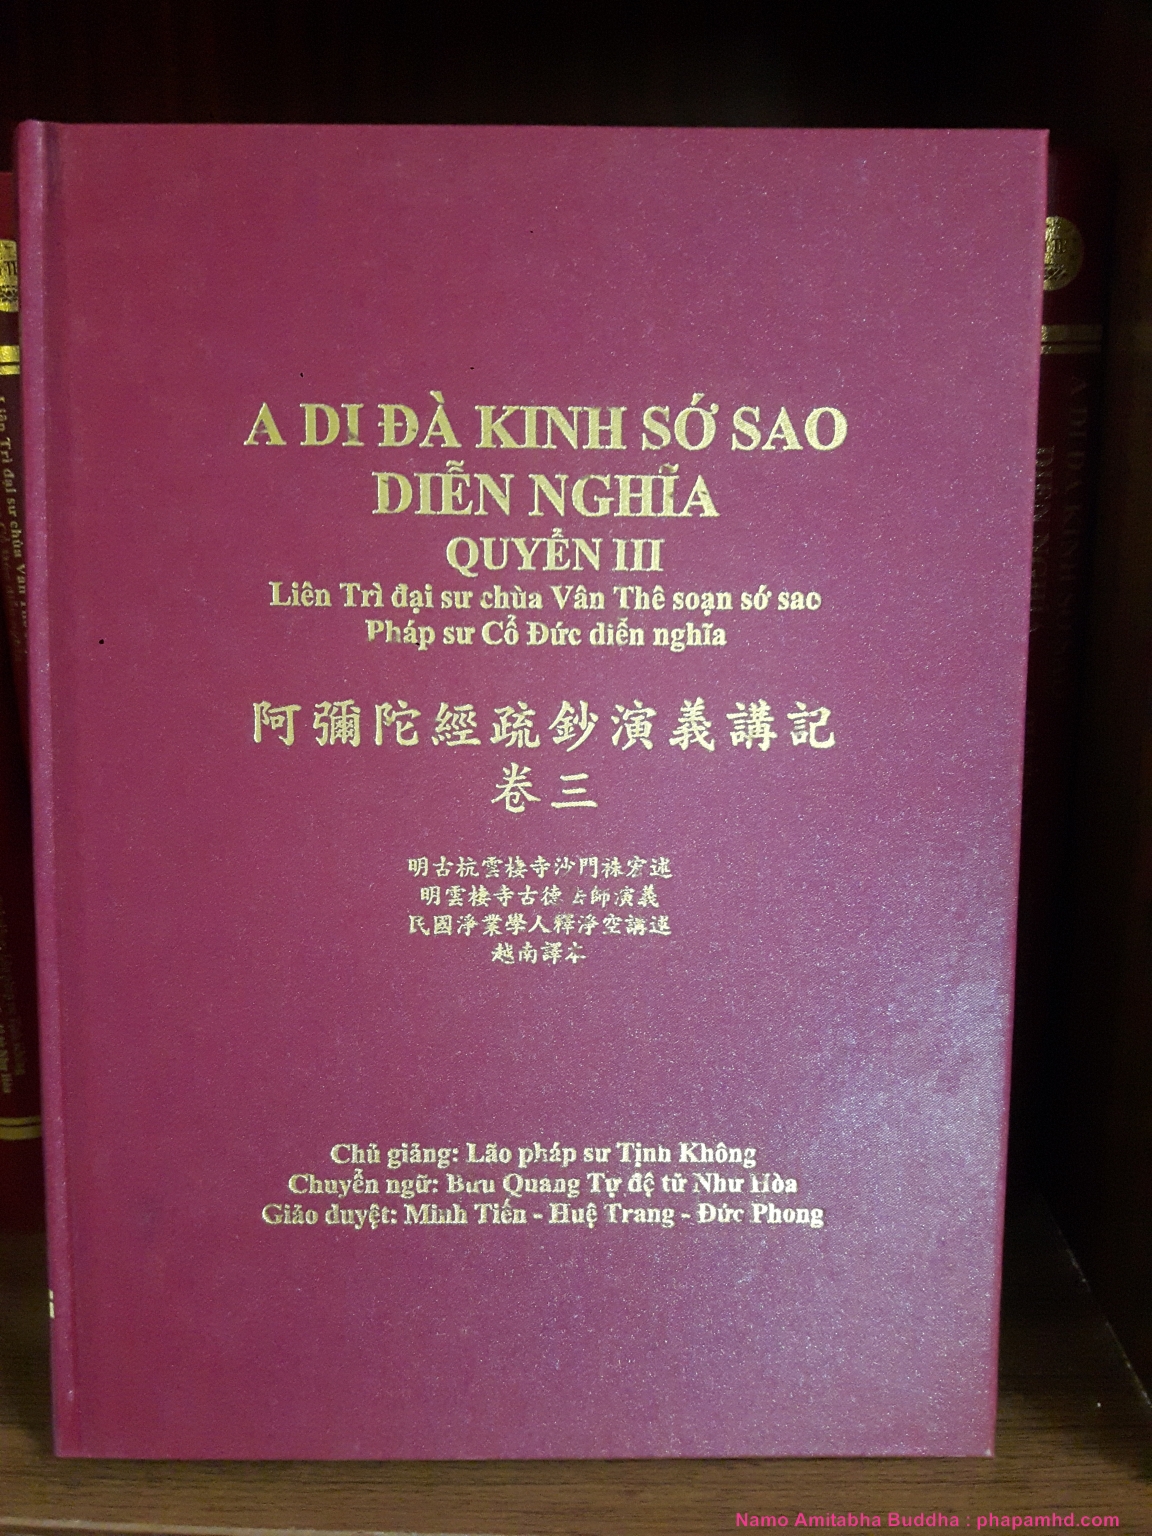 A DI ĐÀ KINH SỚ SAO
DIỄN NGHĨA
QUYỂN III
Liên Trì đại sư chùa Vân Thê soạn sớ sao
Pháp sư Cổ Đức diễn nghĩa
阿彌陀經疏鈔演義講記
卷三
明古杭雲棲寺沙門袾宏述
明雲棲寺古德法師演義
民國淨業學人釋淨空講述
越南譯本
Chủ giảng: Lão pháp sư Tịnh Không
Chuyển ngữ: Bửu Quang Tự đệ tử Như Hòa
Giảo duyệt: Minh Tiến - Huệ Trang - Đức Phong
Namo Amitabha Buddha : phapamhd.com